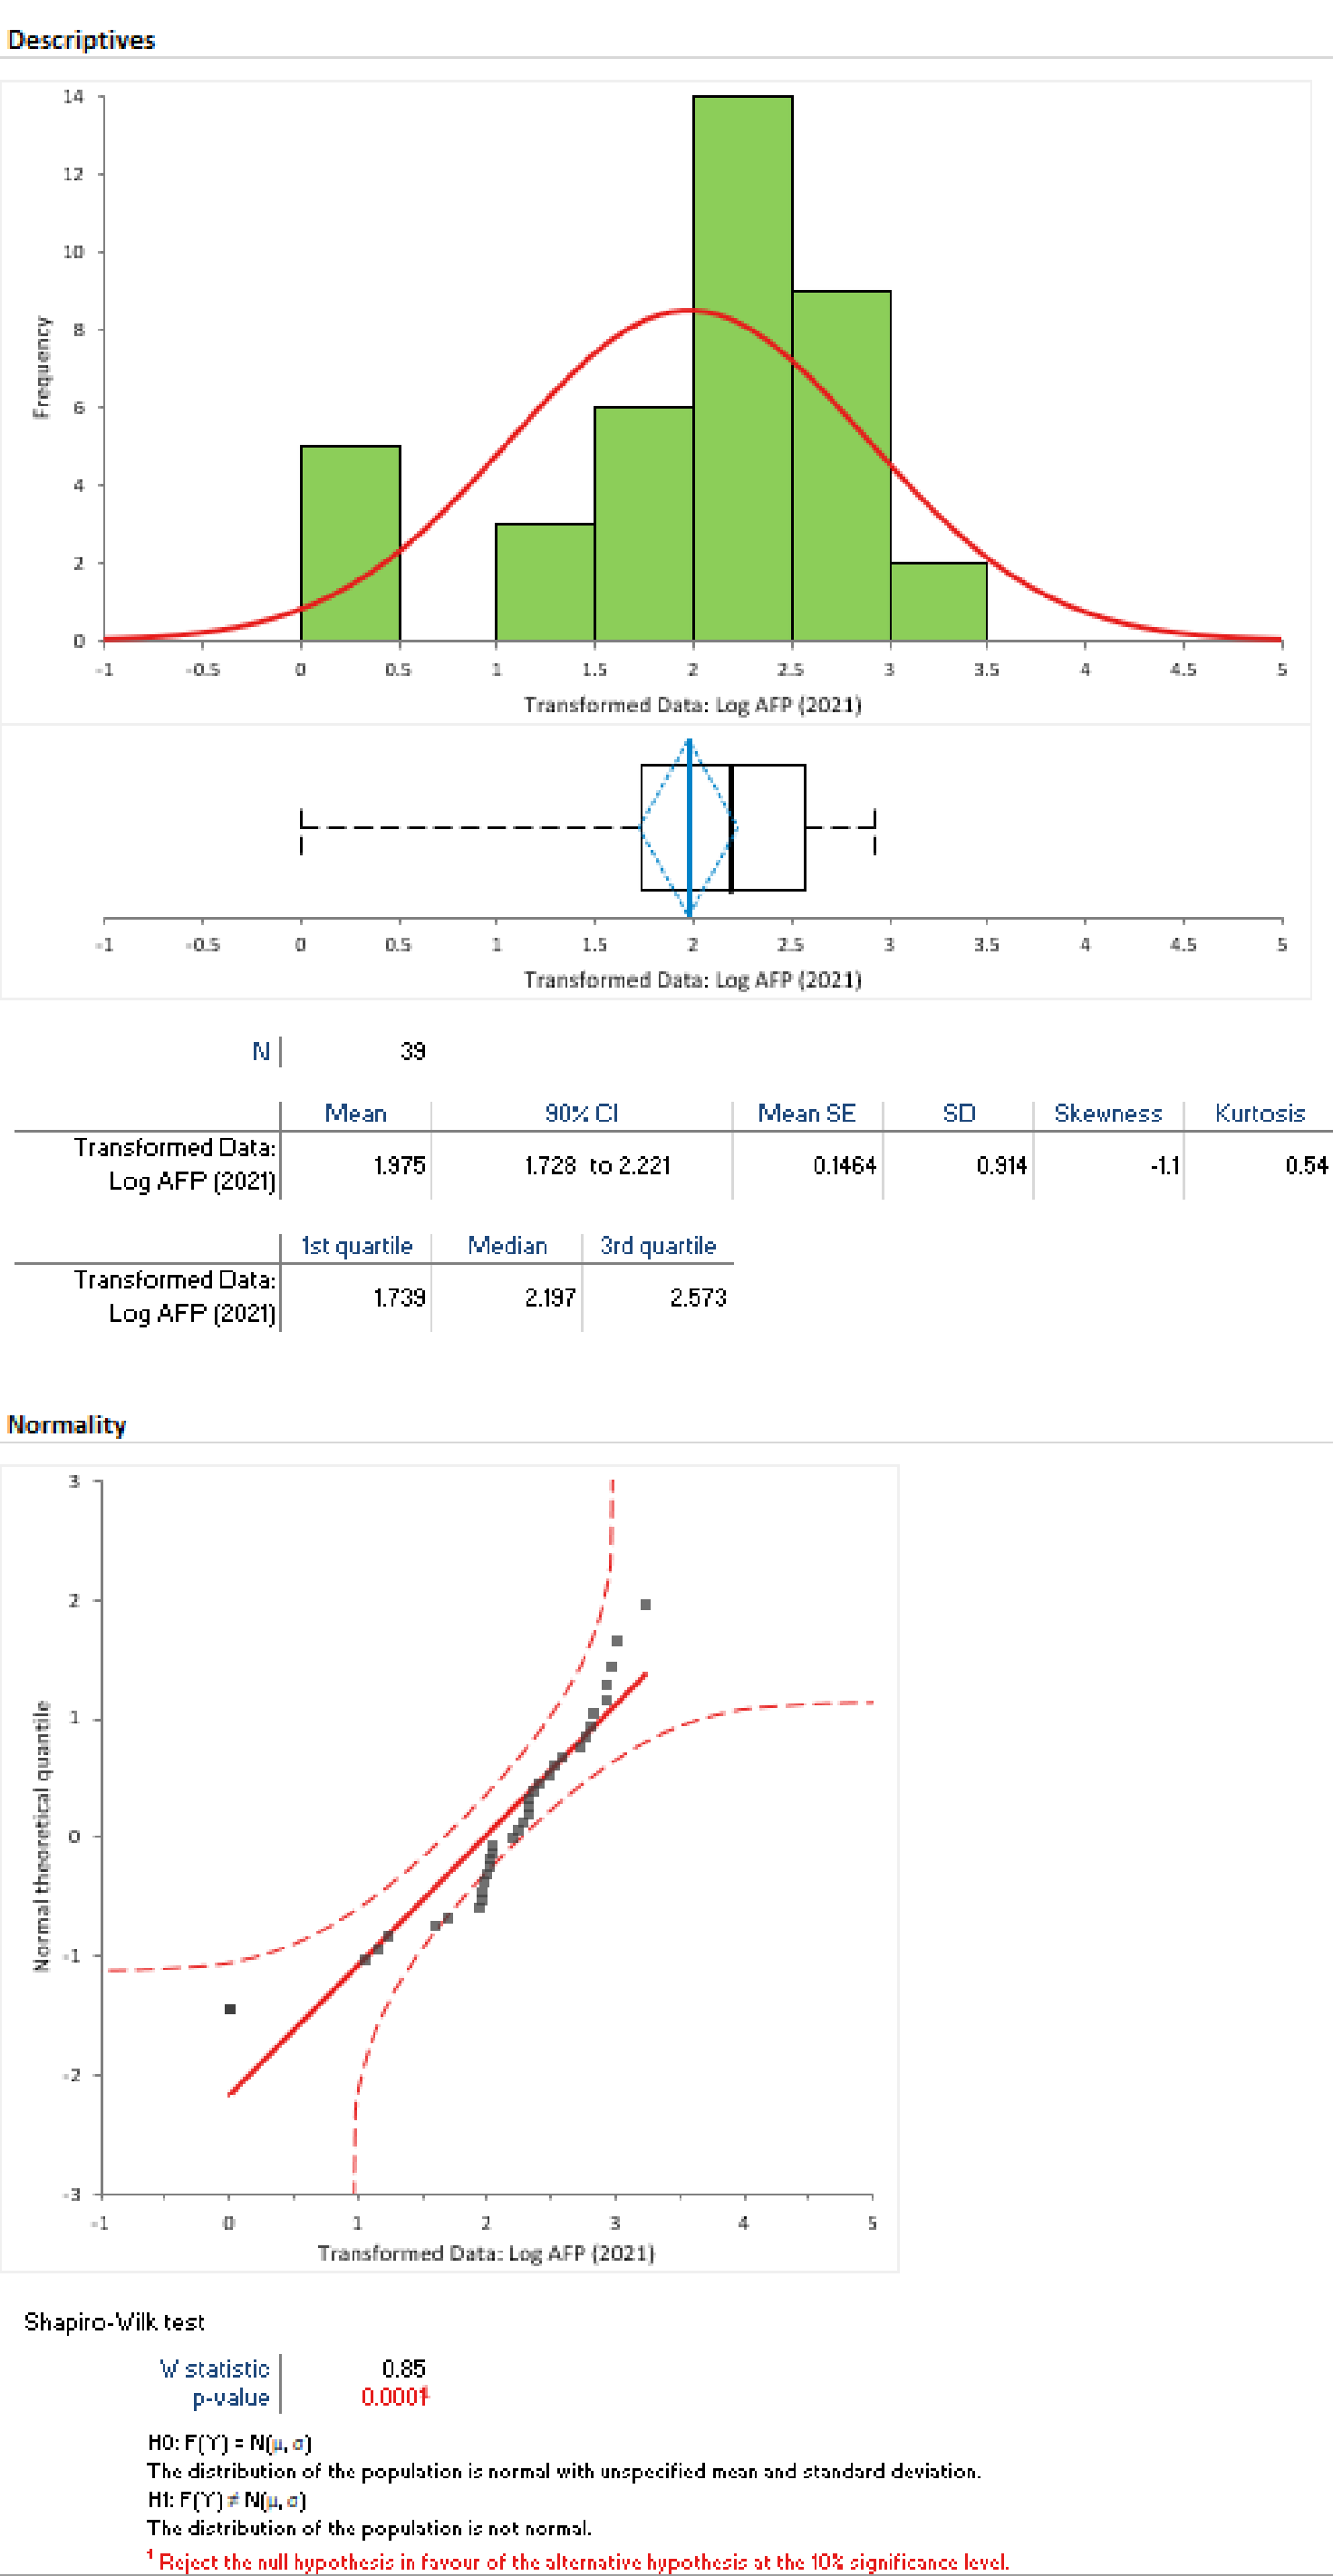 Descriptives
14
12
10
8
6
4
2
0
Frequency
-1 -0.5 0 0.5 1 1.5 2 2.5 3 3.5 4 4.5 5
Transformed Data: Log AFP (2021)
-1 -0.5 0 0.5 1 1.5 2 2.5 3 3.5 4 4.5 5
Transformed Data: Log AFP (2021)
N 39
Mean 90% CI Mean SE SD Skewness Kurtosis
Transformed Data:
Log AFP (2021) 1.975 1.728 to 2.221 0.1464 0.914 -1.1 0.54
1st quartile Median 3rd quartile
Transformed Data:
Log AFP (2021) 1.739 2.197 2.573
Normality
3
2
1
0
-1
-2
-3
Normal theoretical quantile
-1 0 1 2 3 4 5
Transformed Data: Log AFP (2021)
Shapiro-Wilk test
W statistic 0.85
p-value 0.0001¹
H0: F(Y) = N(μ, σ)
The distribution of the population is normal with unspecified mean and standard deviation.
H1: F(Y) ≠ N(μ, σ)
The distribution of the population is not normal.
¹ Reject the null hypothesis in favour of the alternative hypothesis at the 10% significance level.